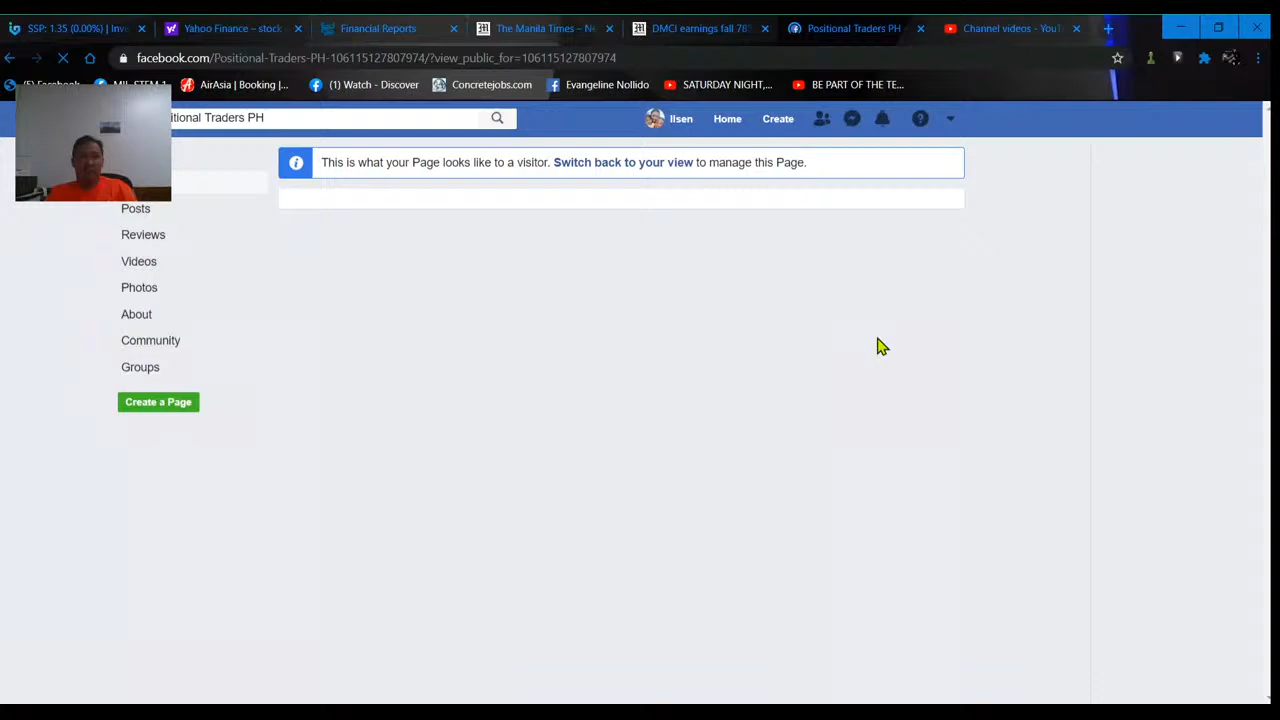 SSP: 1.35 (0.00%) | Inv
Yahoo Finance – stock
Financial Reports
The Manila Times – N
DMCI earnings fall 78%
Positional Traders PH –
Channel videos - YouT
facebook.com/Positional-Traders-PH-106115127807974/?view_public_for=106115127807974
(5) Facebook
AirAsia | Booking |...
(1) Watch - Discover
Concretejobs.com
Evangeline Nollido
SATURDAY NIGHT,...
BE PART OF THE TE...
itional Traders PH
Ilsen
Home
Create
This is what your Page looks like to a visitor. Switch back to your view to manage this Page.
Posts
Reviews
Videos
Photos
About
Community
Groups
Create a Page